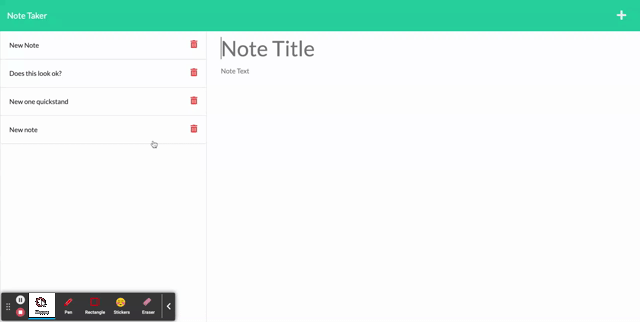 Note Taker
New Note
Does this look ok?
New one quickstand
New note
Note Title
Note Text
Pen
Rectangle
Stickers
Eraser